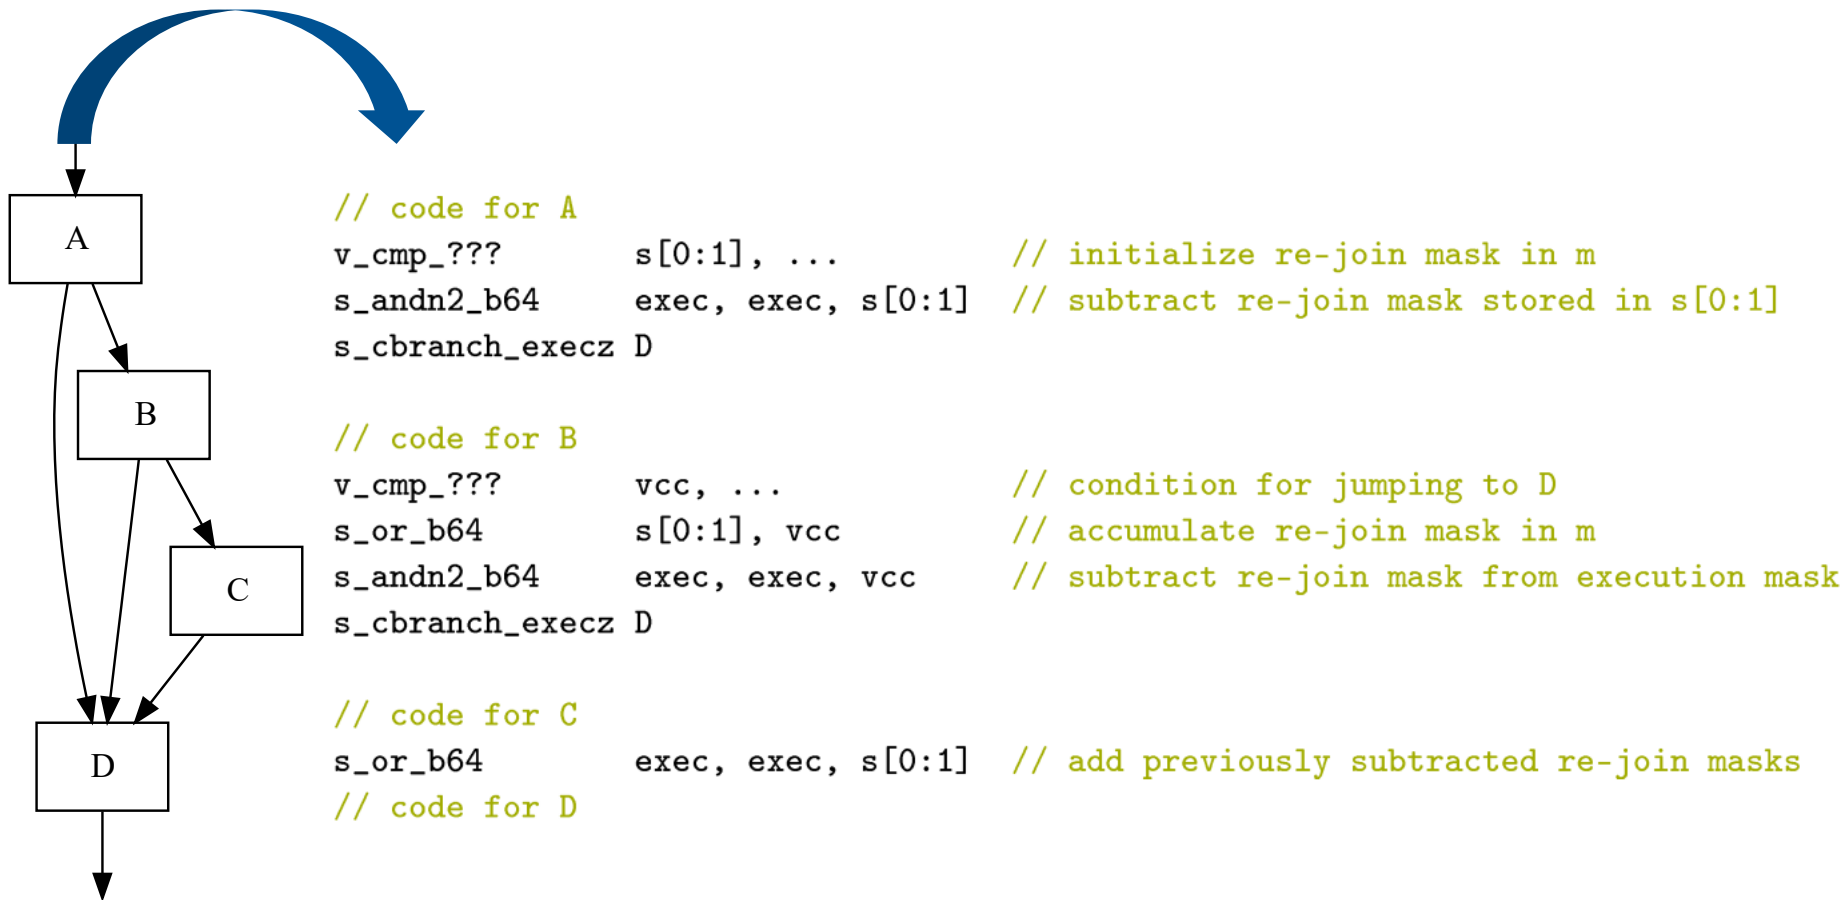 A
B
C
D
// code for A
v_cmp_??? s[0:1], ... // initialize re-join mask in m
s_andn2_b64 exec, exec, s[0:1] // subtract re-join mask stored in s[0:1]
s_cbranch_execz D
// code for B
v_cmp_??? vcc, ... // condition for jumping to D
s_or_b64 s[0:1], vcc // accumulate re-join mask in m
s_andn2_b64 exec, exec, vcc // subtract re-join mask from execution mask
s_cbranch_execz D
// code for C
s_or_b64 exec, exec, s[0:1] // add previously subtracted re-join masks
// code for D